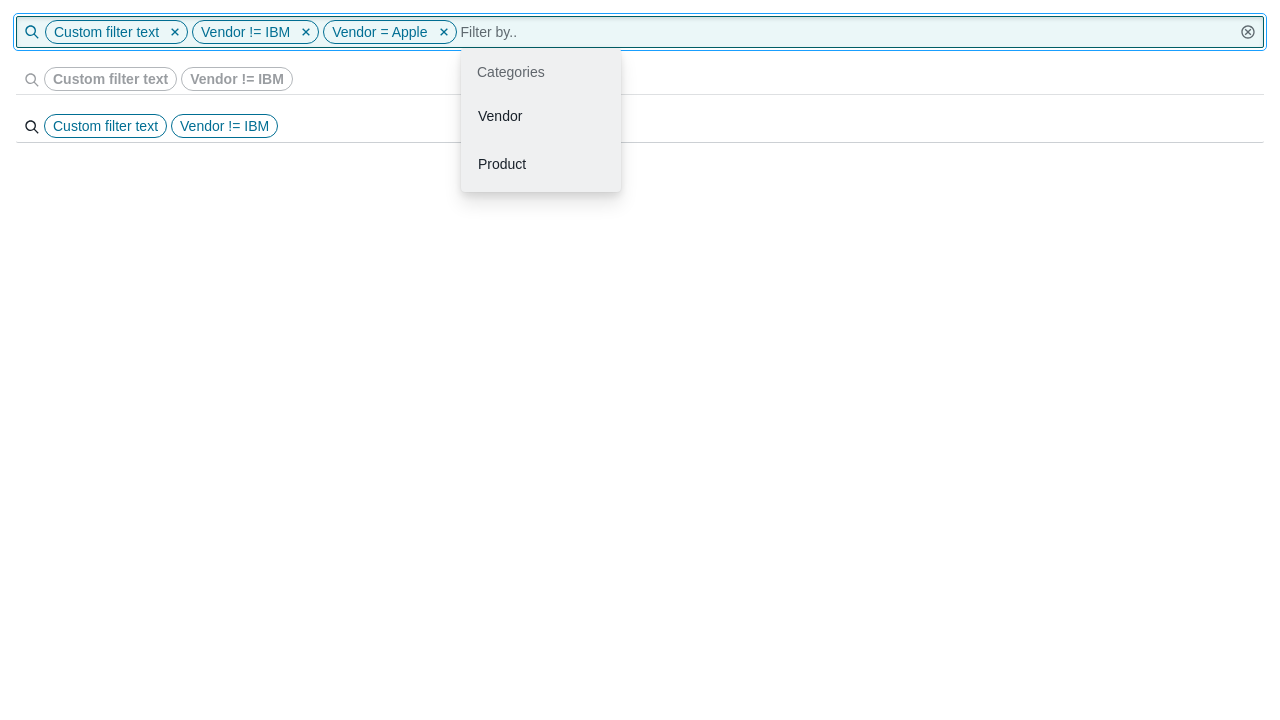 Custom filter text Vendor != IBM Vendor = Apple Filter by..
Categories
Vendor
Product
Custom filter text Vendor != IBM
Custom filter text Vendor != IBM